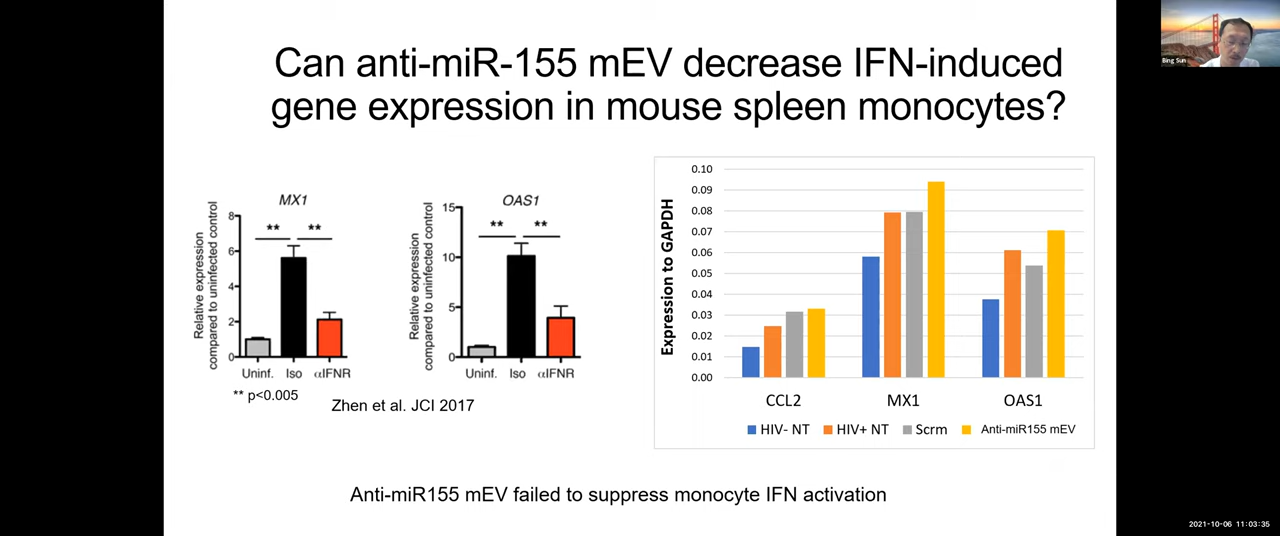 Can anti-miR-155 mEV decrease IFN-induced
gene expression in mouse spleen monocytes?
Bing Sun
MX1
Relative expression
compared to uninfected control
8
6
4
2
0
**
**
Uninf.
Iso
αIFNR
** p<0.005
OAS1
Relative expression
compared to uninfected control
15
10
5
0
**
**
Uninf.
Iso
αIFNR
Zhen et al. JCI 2017
Expression to GAPDH
0.10
0.09
0.08
0.07
0.06
0.05
0.04
0.03
0.02
0.01
0.00
CCL2
MX1
OAS1
HIV- NT
HIV+ NT
Scrm
Anti-miR155 mEV
Anti-miR155 mEV failed to suppress monocyte IFN activation
2021-10-06 11:03:35